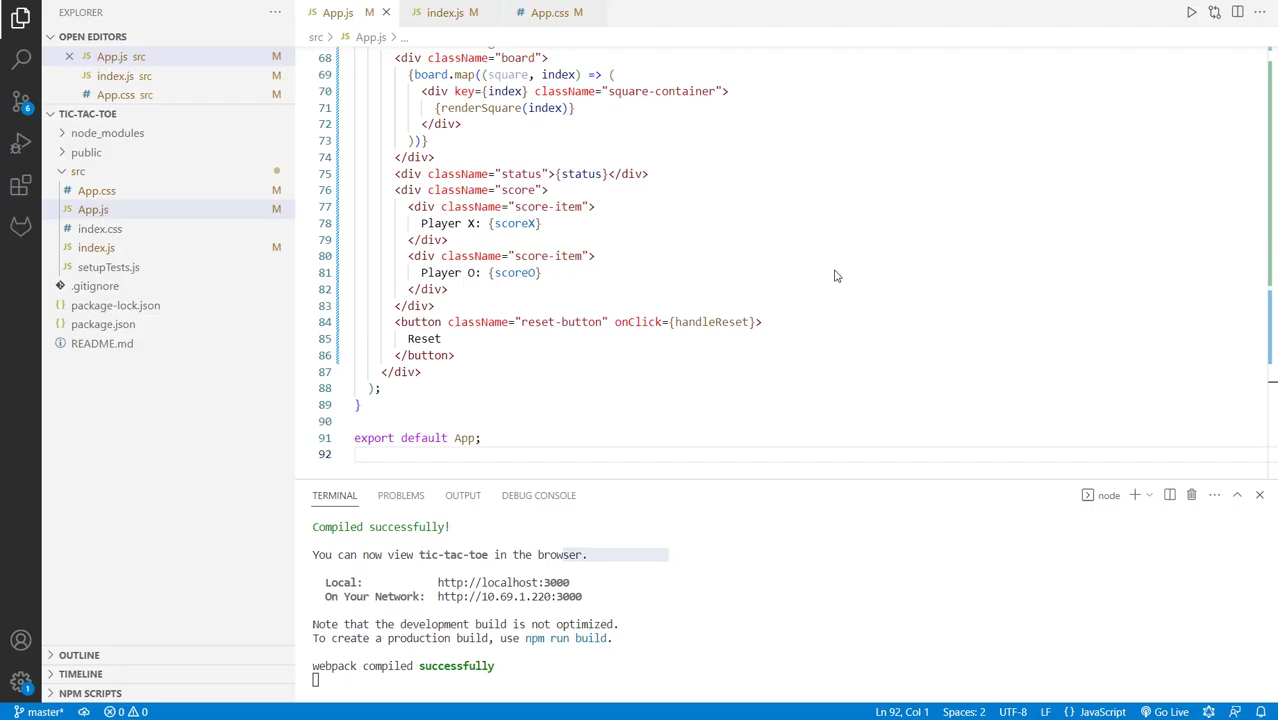 EXPLORER
OPEN EDITORS
App.js src M
index.js src M
App.css src M
TIC-TAC-TOE
node_modules
public
src
App.css M
App.js M
index.css
index.js M
setupTests.js
.gitignore
package-lock.json
package.json
README.md
OUTLINE
TIMELINE
NPM SCRIPTS
App.js M index.js M App.css M
src > App.js > ...
68 <div className="board">
69 {board.map((square, index) => (
70 <div key={index} className="square-container">
71 {renderSquare(index)}
72 </div>
73 ))}
74 </div>
75 <div className="status">{status}</div>
76 <div className="score">
77 <div className="score-item">
78 Player X: {scoreX}
79 </div>
80 <div className="score-item">
81 Player O: {scoreO}
82 </div>
83 </div>
84 <button className="reset-button" onClick={handleReset}>
85 Reset
86 </button>
87 </div>
88 );
89 }
90
91 export default App;
92
TERMINAL PROBLEMS OUTPUT DEBUG CONSOLE node
Compiled successfully!
You can now view tic-tac-toe in the browser.
Local: http://localhost:3000
On Your Network: http://10.69.1.220:3000
Note that the development build is not optimized.
To create a production build, use npm run build.
webpack compiled successfully
6
1
master* 0 0 Ln 92, Col 1 Spaces: 2 UTF-8 LF {} JavaScript Go Live